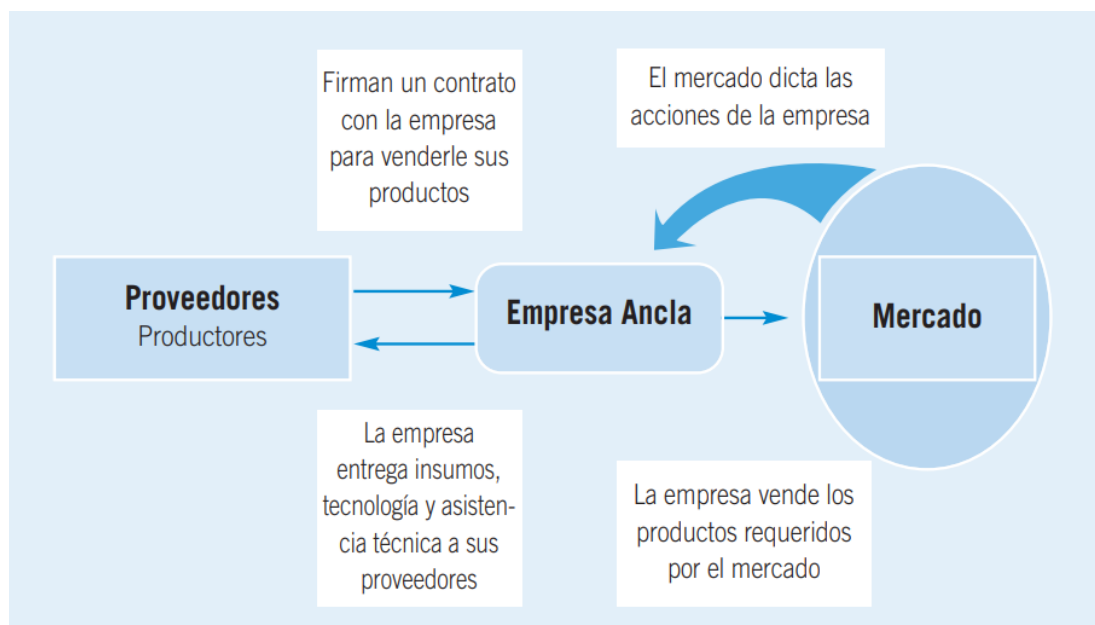 Firman un contrato
con la empresa
para venderle sus
productos
El mercado dicta las
acciones de la empresa
Proveedores
Productores
Empresa Ancla
Mercado
La empresa
entrega insumos,
tecnología y asisten-
cia técnica a sus
proveedores
La empresa vende los
productos requeridos
por el mercado